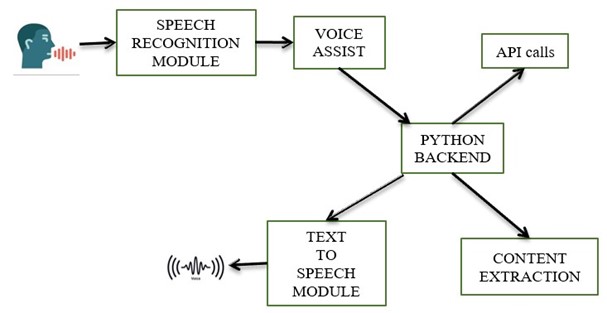 SPEECH
RECOGNITION
MODULE
VOICE
ASSIST
API calls
PYTHON
BACKEND
TEXT
TO
SPEECH
MODULE
CONTENT
EXTRACTION